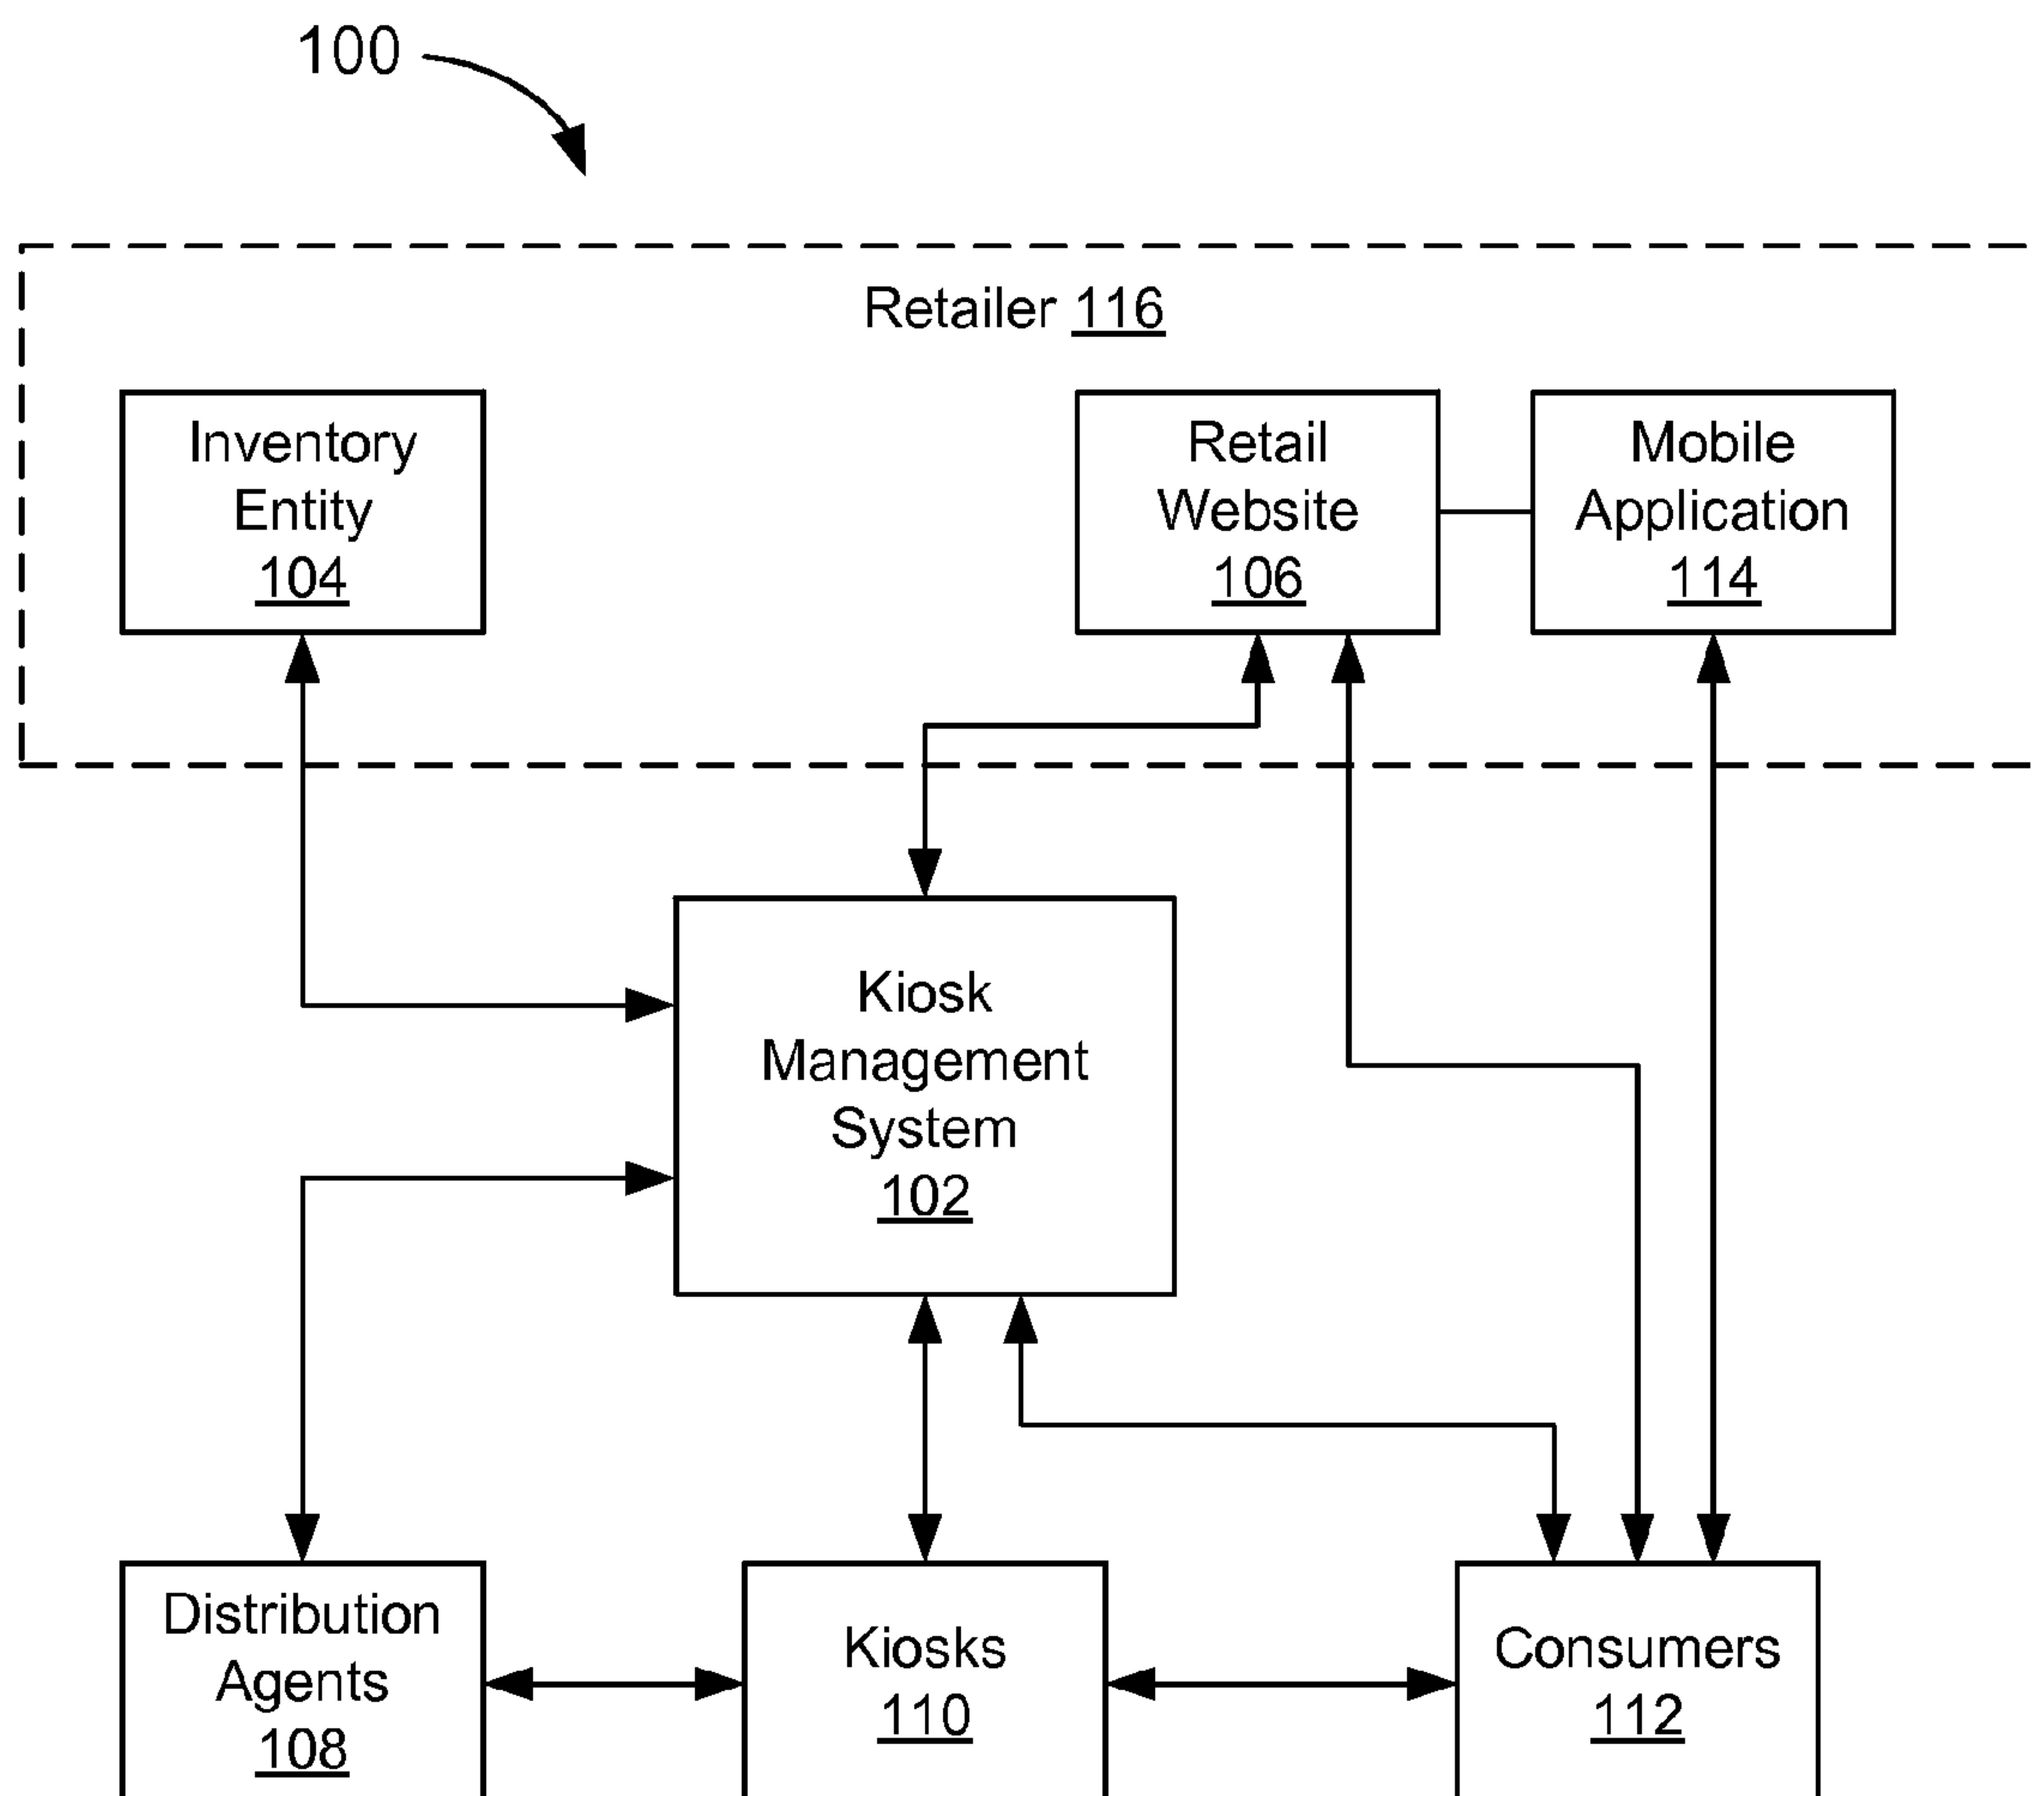 100
Retailer 116
Inventory
Entity
104
Retail
Website
106
Mobile
Application
114
Kiosk
Management
System
102
Distribution
Agents
108
Kiosks
110
Consumers
112